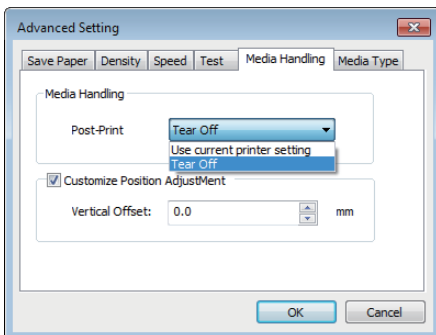 Advanced Setting
Save Paper Density Speed Test Media Handling Media Type
Media Handling
Post-Print Tear Off
Use current printer setting
Tear Off
Customize Position AdjustMent
Vertical Offset: 0.0 mm
OK Cancel